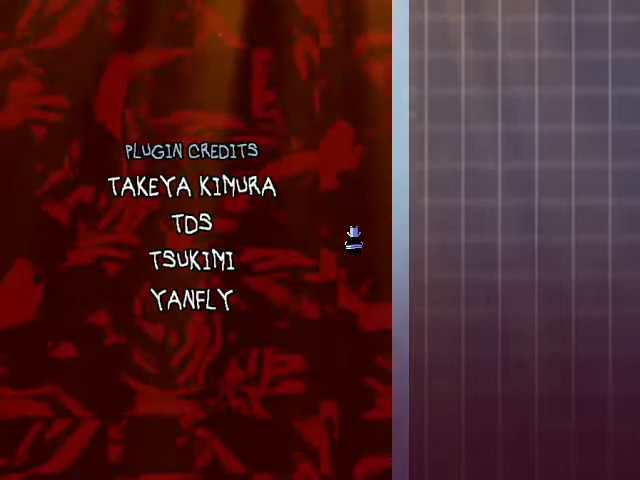 PLUGIN CREDITS
TAKEYA KIMURA
TDS
TSUKIMI
YANFLY